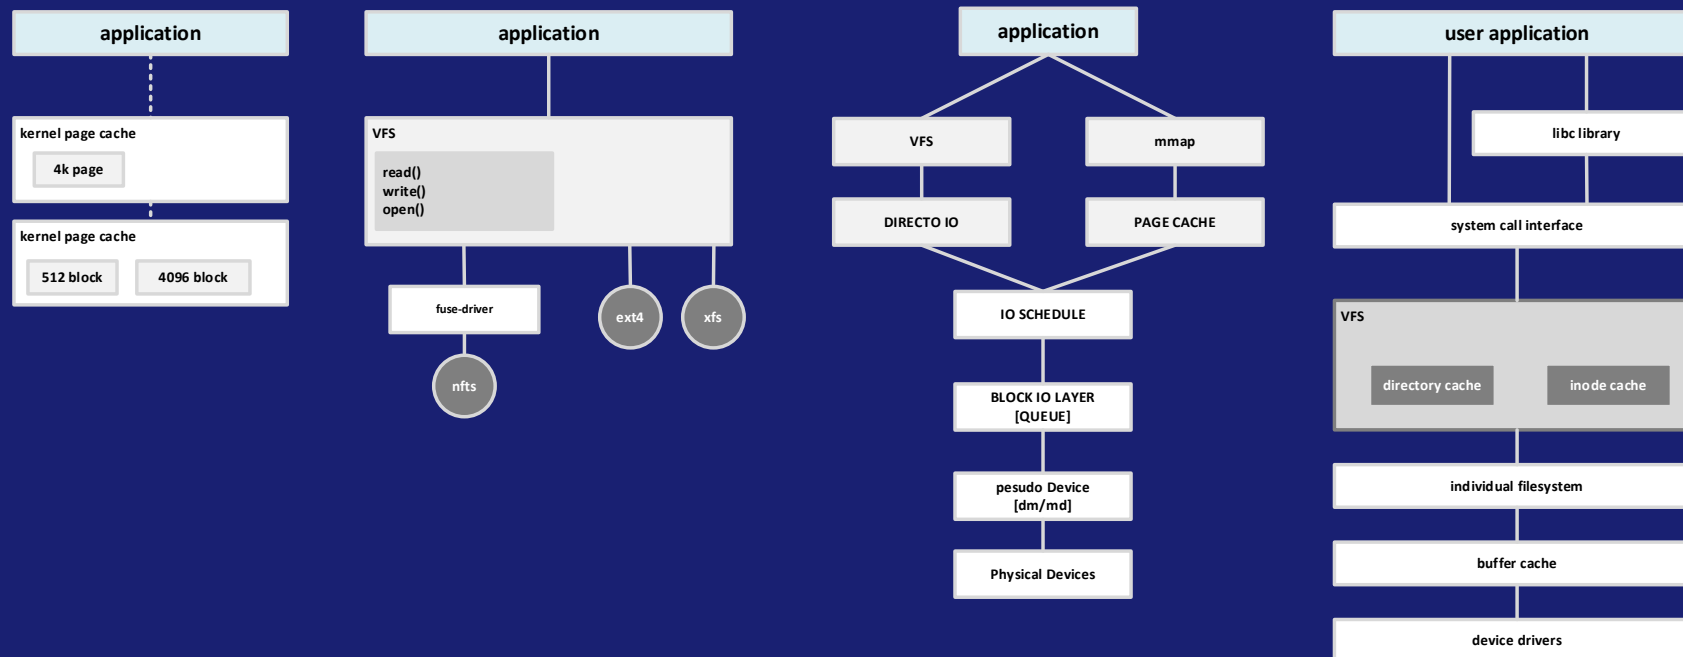 application
kernel page cache
4k page
kernel page cache
512 block
4096 block
application
VFS
read()
write()
open()
fuse-driver
nfts
ext4
xfs
application
VFS
mmap
DIRECTO IO
PAGE CACHE
IO SCHEDULE
BLOCK IO LAYER
[QUEUE]
pesudo Device
[dm/md]
Physical Devices
user application
libc library
system call interface
VFS
directory cache
inode cache
individual filesystem
buffer cache
device drivers